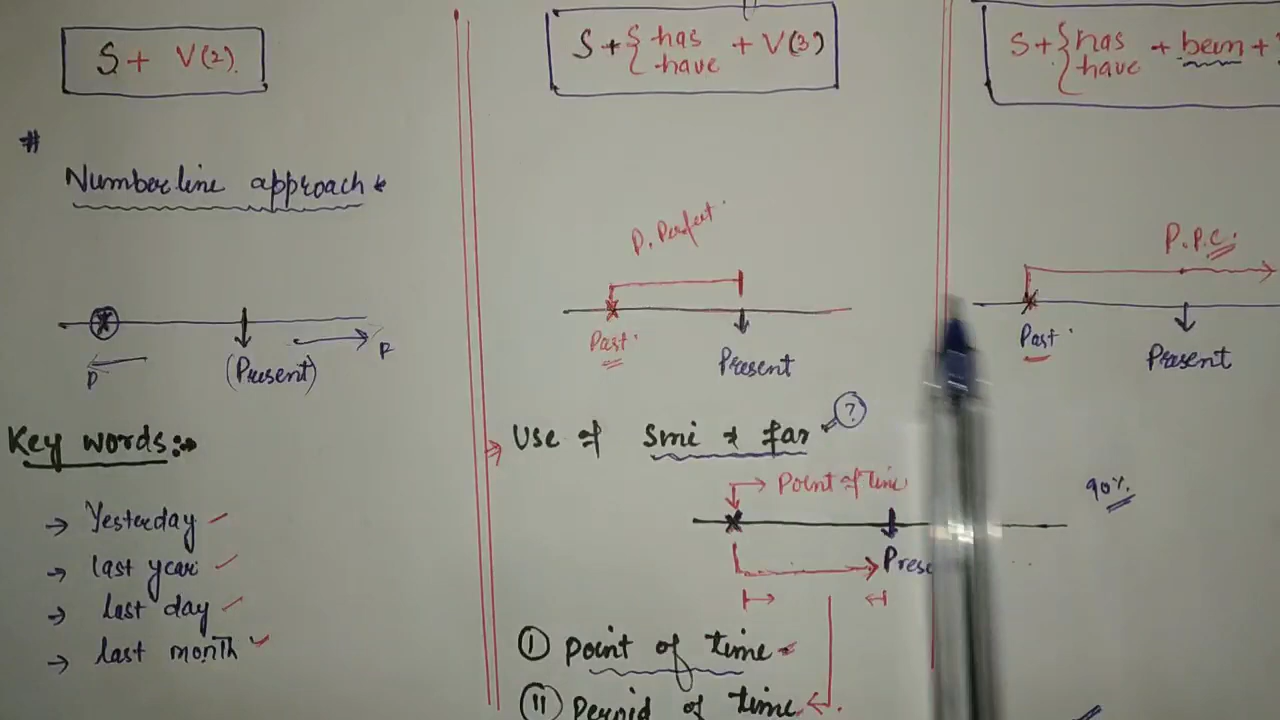 S + V(2).
#
Numberline approach
(Present)
P
P
Key words:→
→ Yesterday
→ last year
→ last day
→ last month
S+{has have + V(3)
P. Perfect
Past
Present
Use of Sinc & far ?
→ Point of Time
Prese
I Point of time
II Period of time
S+{has have + been +
P.P.C.
Past
Present
90%